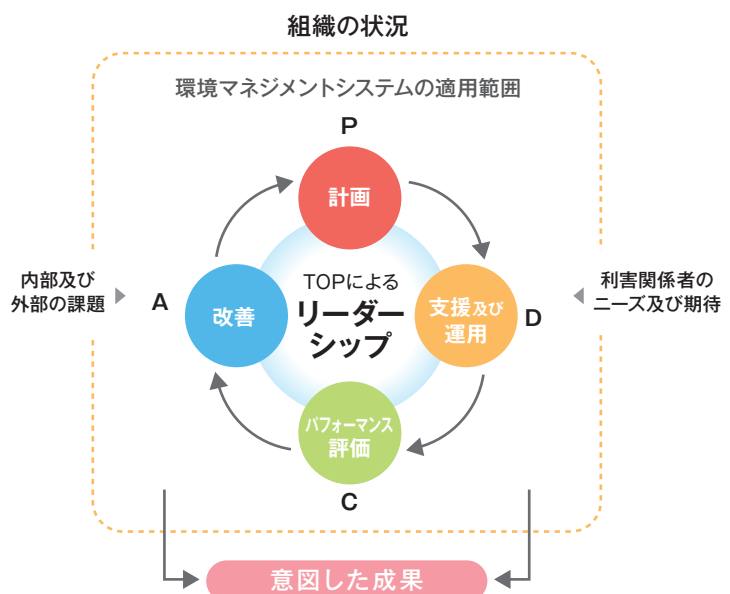 組織の状況
環境マネジメントシステムの適用範囲
P
計画
内部及び
外部の課題
A
改善
TOPによる
リーダー
シップ
支援及び
運用
D
利害関係者の
ニーズ及び期待
パフォーマンス
評価
C
意図した成果